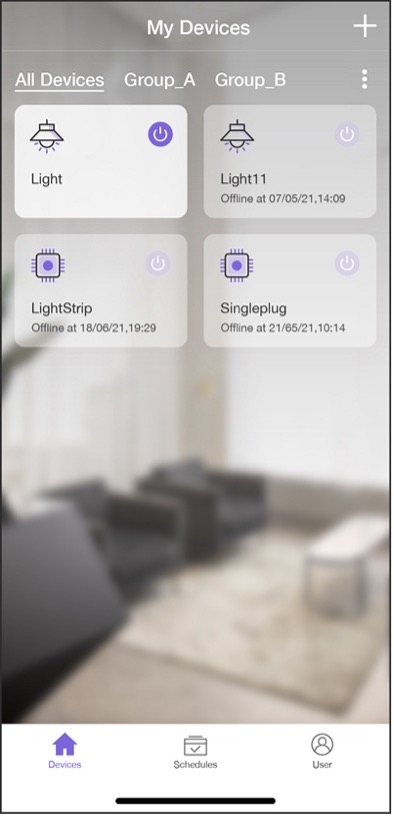 My Devices
All Devices Group_A Group_B
Light
Light11
Offline at 07/05/21,14:09
LightStrip
Offline at 18/06/21,19:29
Singleplug
Offline at 21/65/21,10:14
Devices Schedules User